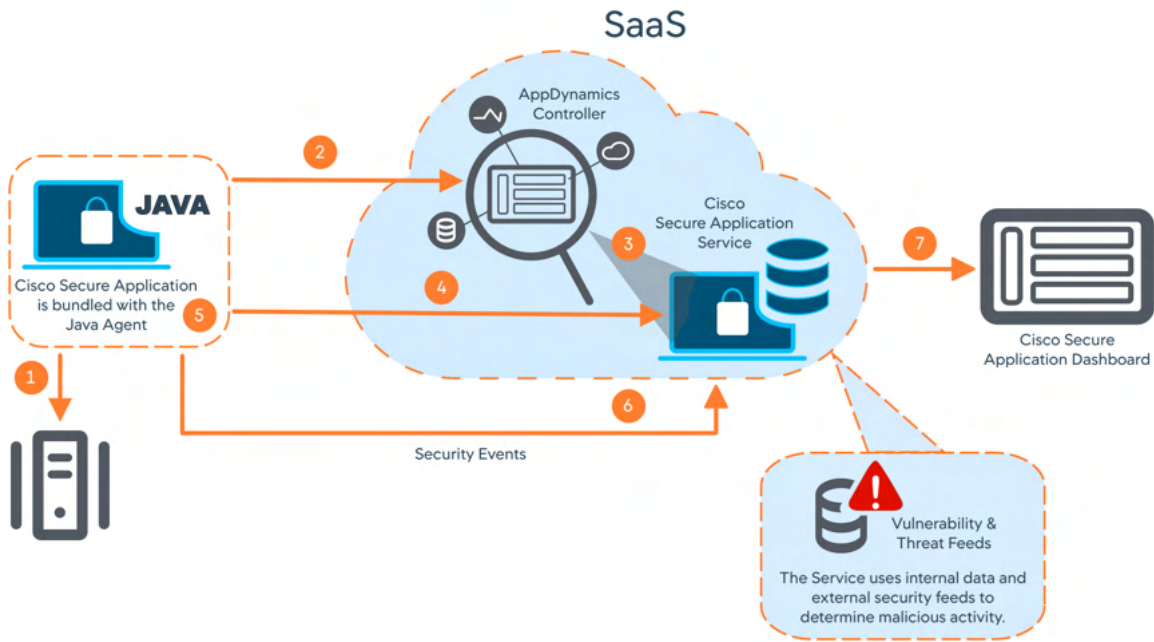 SaaS
AppDynamics
Controller
2
JAVA
Cisco
Secure Application
Service
3
7
Cisco Secure Application
is bundled with the
Java Agent
4
5
Cisco Secure
Application Dashboard
1
6
Security Events
Vulnerability &
Threat Feeds
The Service uses internal data and
external security feeds to
determine malicious activity.